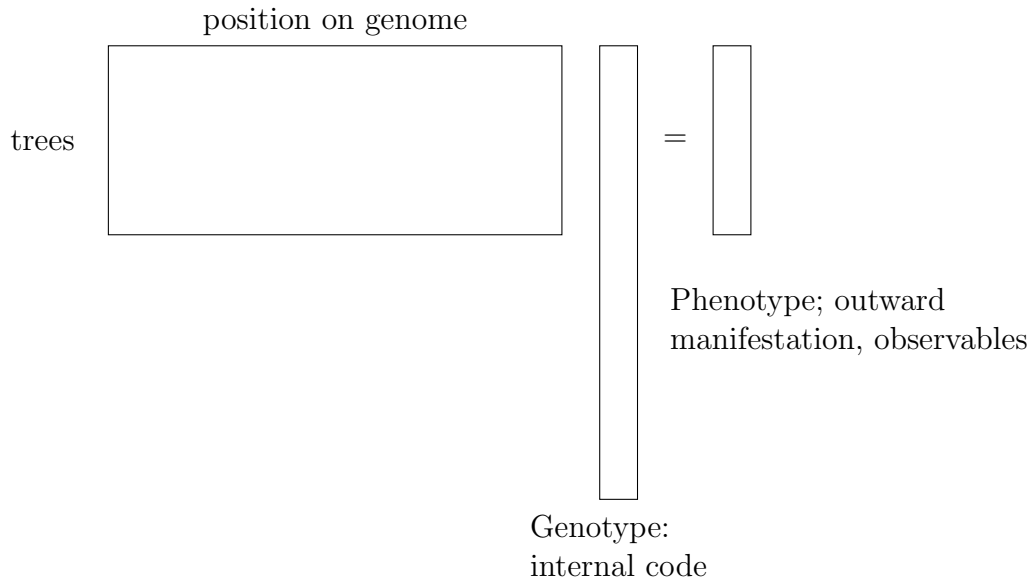 position on genome
trees
=
Phenotype; outward
manifestation, observables
Genotype:
internal code